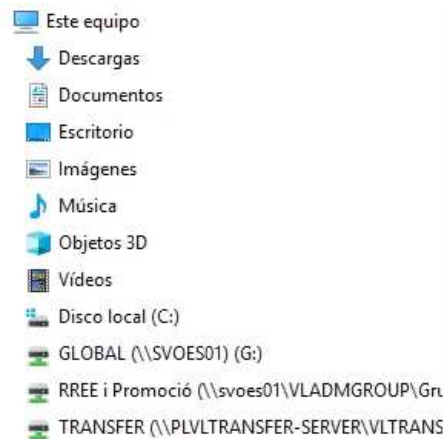 Este equipo
Descargas
Documentos
Escritorio
Imágenes
Música
Objetos 3D
Vídeos
Disco local (C:)
GLOBAL (\\SVOES01) (G:)
RREE i Promoció (\\svoes01\VLADMGROUP\Gru
TRANSFER (\\PLVLTRANSFER-SERVER\VLTRANS